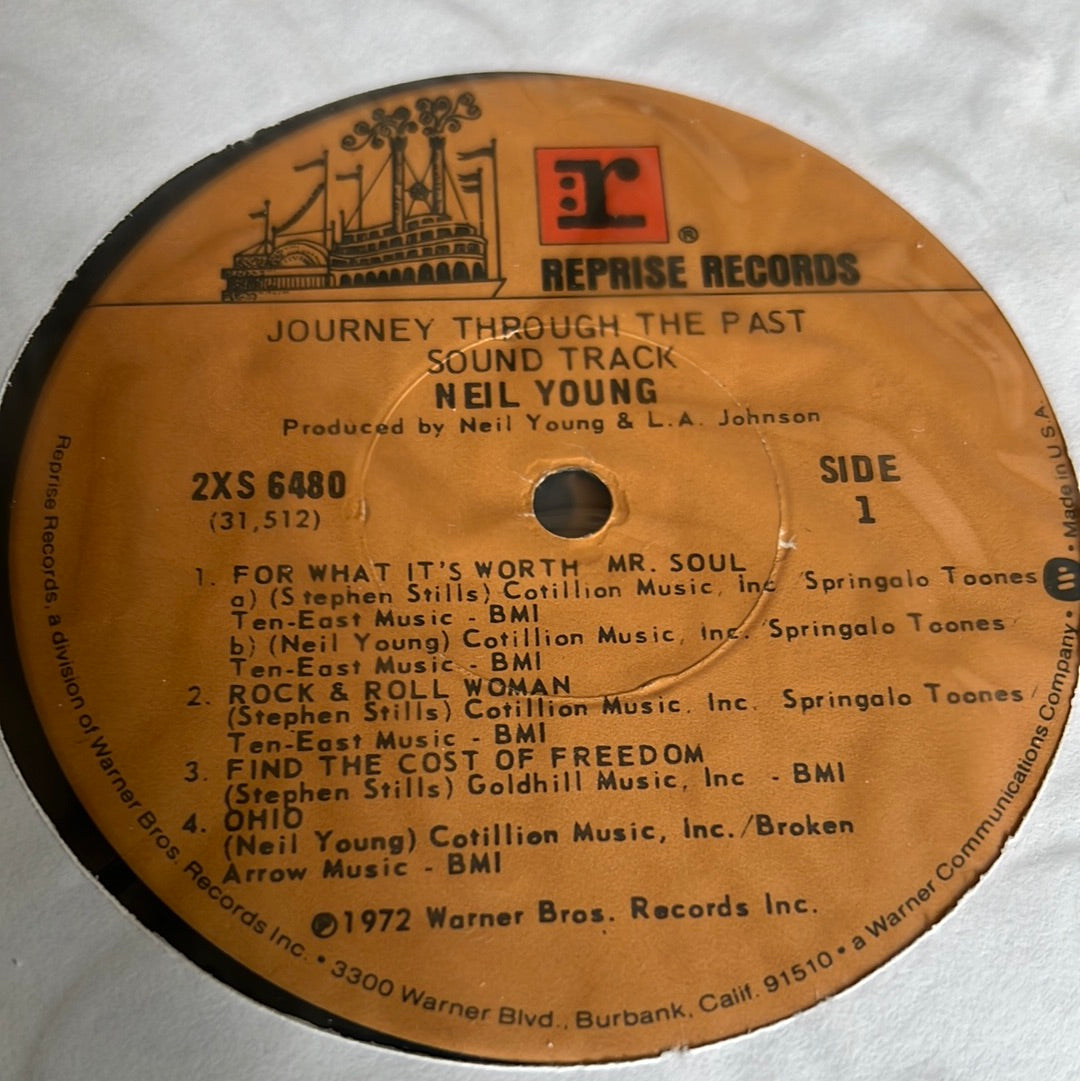 r
®
REPRISE RECORDS
JOURNEY THROUGH THE PAST
SOUND TRACK
NEIL YOUNG
Produced by Neil Young & L.A. Johnson
2XS 6480
(31,512)
SIDE
1
1. FOR WHAT IT'S WORTH MR. SOUL
a) (Stephen Stills) Cotillion Music, Inc Springalo Toones
Ten-East Music - BMI
b) (Neil Young) Cotillion Music, Inc. Springalo Toones
Ten-East Music - BMI
2. ROCK & ROLL WOMAN
(Stephen Stills) Cotillion Music. Inc. Springalo Toones/
Ten-East Music - BMI
3. FIND THE COST OF FREEDOM
(Stephen Stills) Goldhill Music, Inc - BMI
4. OHIO
(Neil Young) Cotillion Music, Inc./Broken
Arrow Music - BMI
℗1972 Warner Bros. Records Inc.
Reprise Records, a division of Warner Bros. Records Inc. • 3300 Warner Blvd., Burbank, Calif. 91510 • a Warner Communications Company • Made in U.S.A.